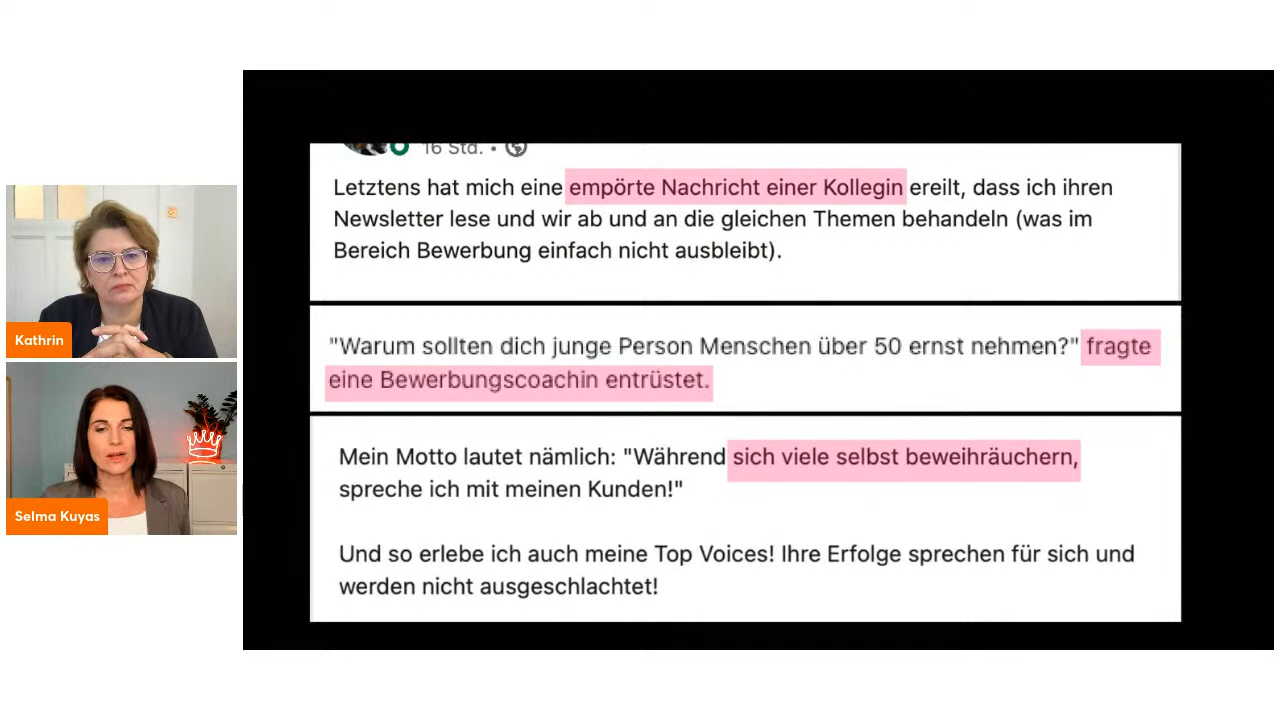 16 Std. •
Letztens hat mich eine empörte Nachricht einer Kollegin ereilt, dass ich ihren
Newsletter lese und wir ab und an die gleichen Themen behandeln (was im
Bereich Bewerbung einfach nicht ausbleibt).
"Warum sollten dich junge Person Menschen über 50 ernst nehmen?" fragte
eine Bewerbungscoachin entrüstet.
Mein Motto lautet nämlich: "Während sich viele selbst beweihräuchern,
spreche ich mit meinen Kunden!"
Und so erlebe ich auch meine Top Voices! Ihre Erfolge sprechen für sich und
werden nicht ausgeschlachtet!
Kathrin
Selma Kuyas